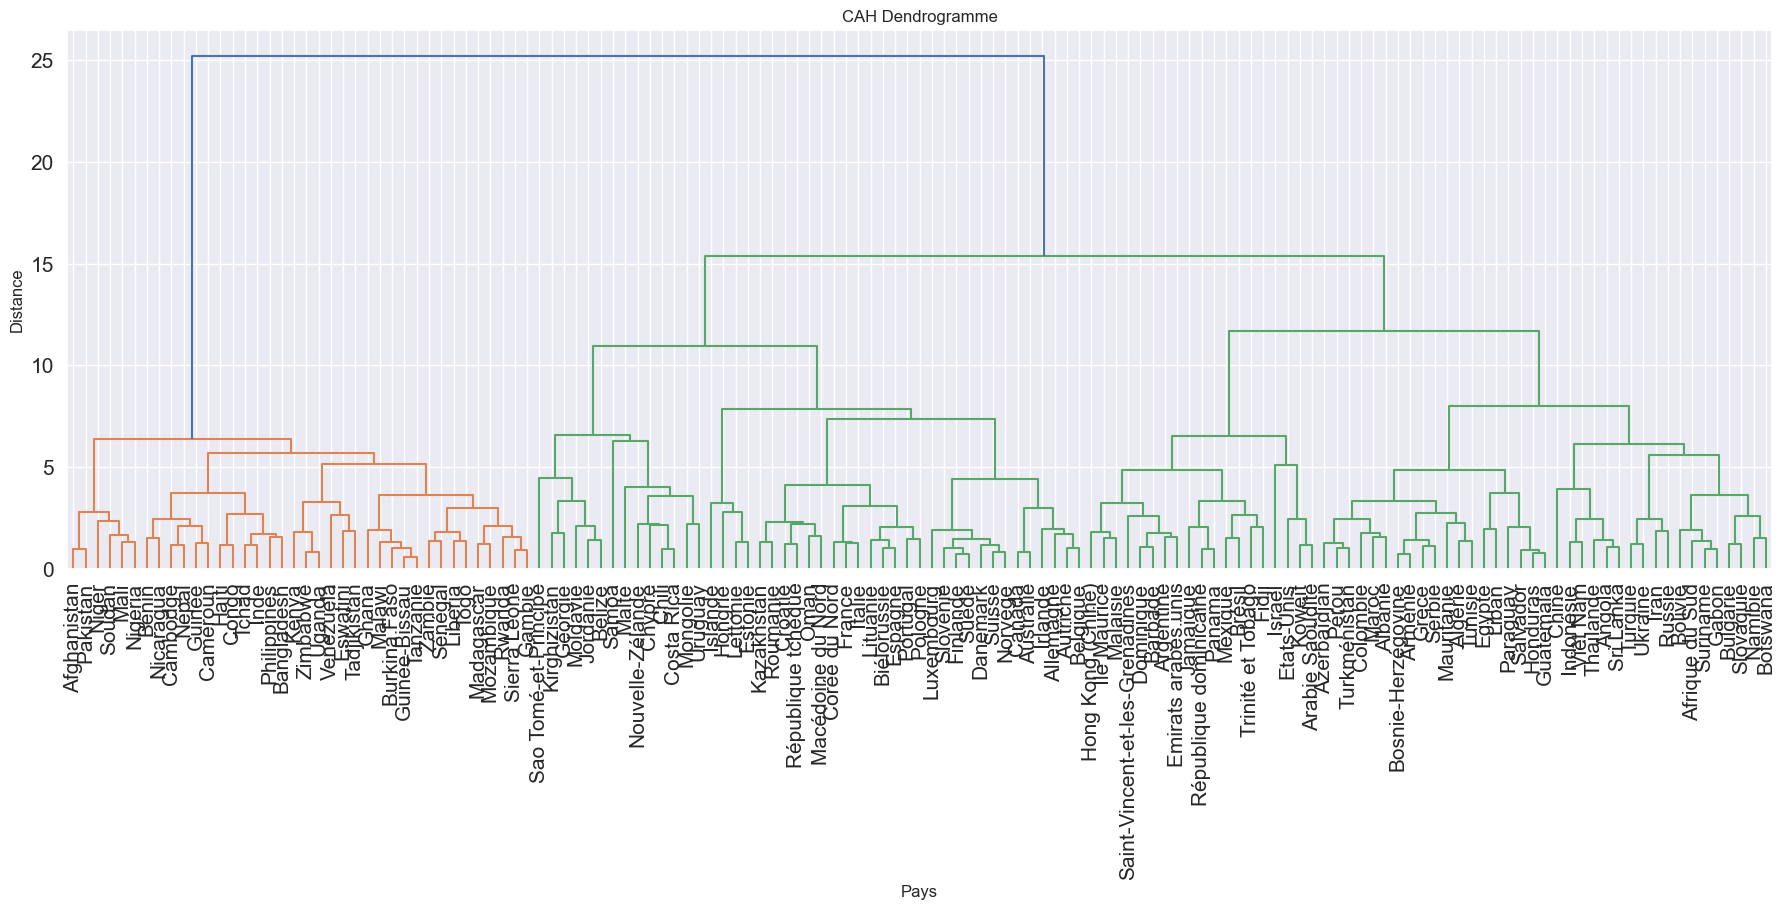 CAH Dendrogramme
25
20
15
10
5
0
Distance
Afghanistan
Pakistan
Niger
Soudan
Mali
Nigeria
Bénin
Nicaragua
Cambodge
Népal
Guinée
Cameroun
Haïti
Congo
Tchad
Inde
Philippines
Bangladesh
Kenya
Zimbabwe
Uganda
Venezuela
Eswatini
Tadjikistan
Ghana
Malawi
Burkina Faso
Guinée-Bissau
Tanzanie
Zambie
Sénégal
Libéria
Togo
Madagascar
Mozambique
Rwanda
Sierra Leone
Gambie
Sao Tomé-et-Principe
Kirghizistan
Géorgie
Moldavie
Jordanie
Belize
Samoa
Malte
Nouvelle-Zélande
Chypre
Chili
Costa Rica
Mongolie
Uruguay
Islande
Hongrie
Lettonie
Estonie
Kazakhstan
Roumanie
République tchèque
Oman
Macédoine du Nord
Corée du Nord
France
Italie
Lituanie
Biélorussie
Espagne
Portugal
Pologne
Luxembourg
Slovénie
Finlande
Suède
Danemark
Suisse
Norvège
Canada
Australie
Irlande
Allemagne
Autriche
Belgique
Hong Kong
Ile Maurice
Malaisie
Saint-Vincent-et-les-Grenadines
Dominique
Barbade
Argentine
Emirats arabes unis
Jamaïque
République dominicaine
Panama
Mexique
Brésil
Trinité et Tobago
Fidji
Israël
Etats-Unis
Koweït
Arabie Saoudite
Azerbaïdjan
Pérou
Turkménistan
Colombie
Maroc
Albanie
Bosnie-Herzégovine
Arménie
Grèce
Serbie
Mauritanie
Algérie
Tunisie
Egypte
Liban
Paraguay
Salvador
Honduras
Guatemala
Chine
Indonésie
Viet Nam
Thaïlande
Angola
Sri Lanka
Turquie
Ukraine
Iran
Russie
Bolivie
Afrique du Sud
Suriname
Gabon
Bulgarie
Slovaquie
Namibie
Botswana
Pays